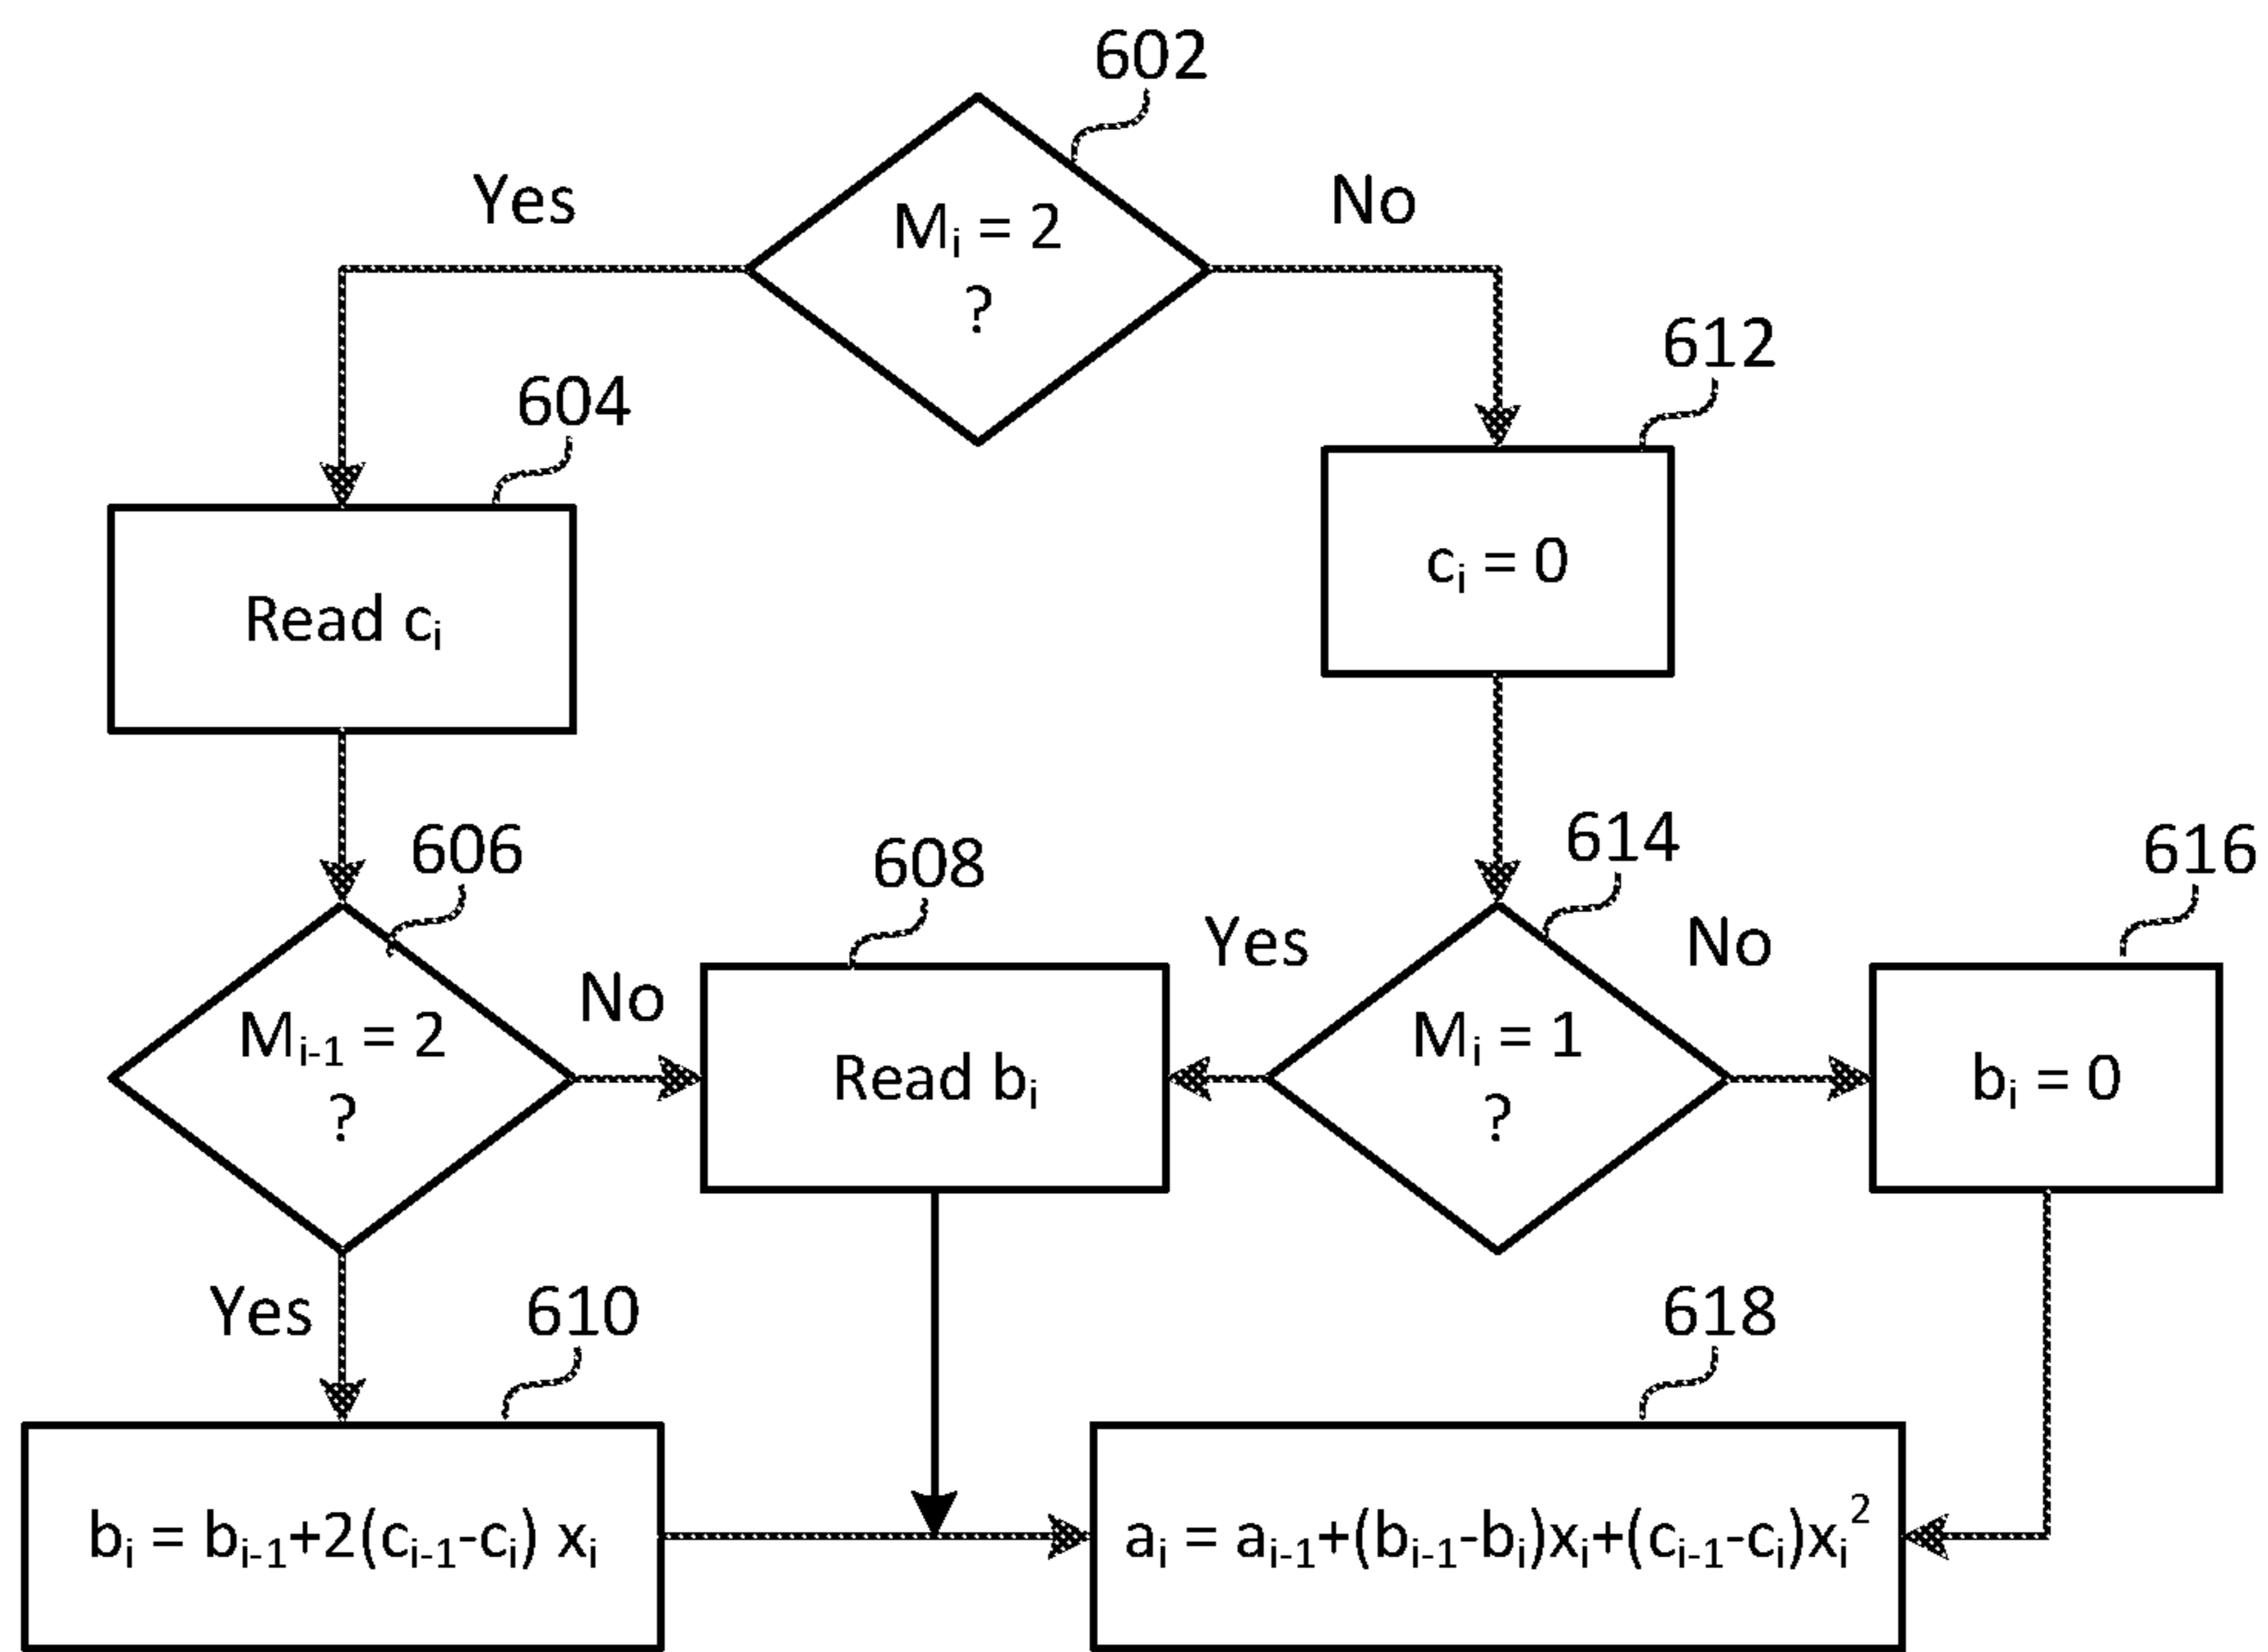 602
Yes
No
Mᵢ = 2
?
612
604
cᵢ = 0
Read cᵢ
606
608
614
616
Yes
No
No
Mᵢ₋₁ = 2
?
Read bᵢ
Mᵢ = 1
?
bᵢ = 0
Yes
610
618
bᵢ = bᵢ₋₁+2(cᵢ₋₁-cᵢ) xᵢ
aᵢ = aᵢ₋₁+(bᵢ₋₁-bᵢ)xᵢ+(cᵢ₋₁-cᵢ)xᵢ²